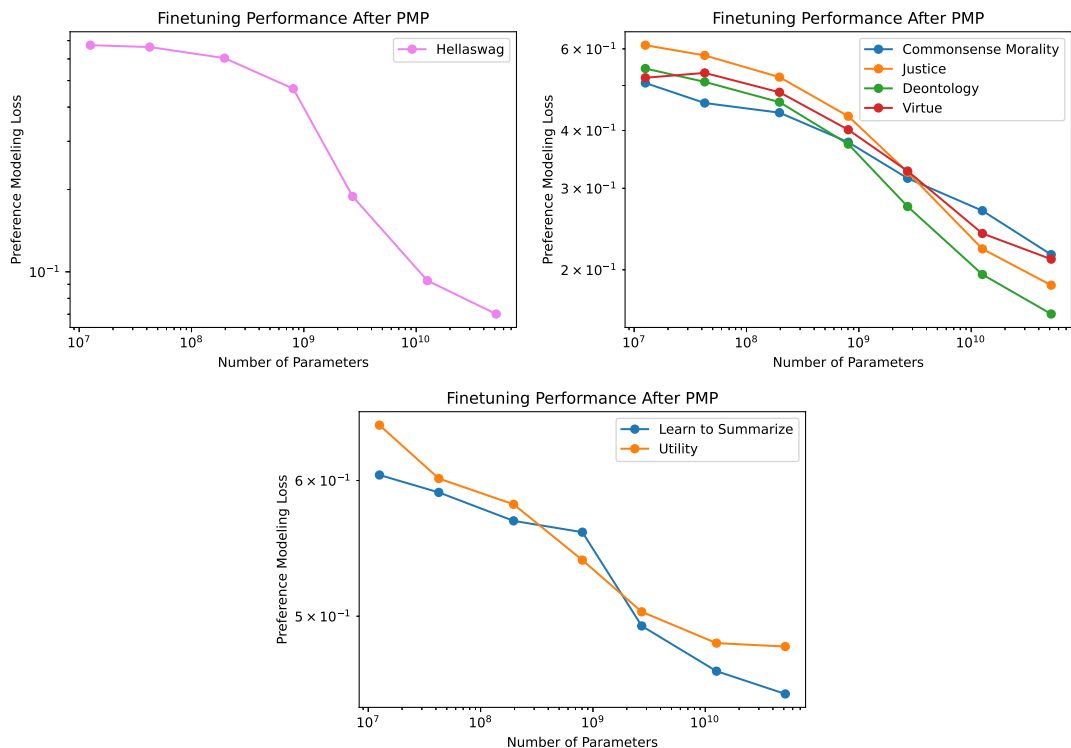 Finetuning Performance After PMP
Hellaswag
Preference Modeling Loss
10⁻¹
10⁷ 10⁸ 10⁹ 10¹⁰
Number of Parameters
Finetuning Performance After PMP
Commonsense Morality
Justice
Deontology
Virtue
Preference Modeling Loss
6 × 10⁻¹
4 × 10⁻¹
3 × 10⁻¹
2 × 10⁻¹
10⁷ 10⁸ 10⁹ 10¹⁰
Number of Parameters
Finetuning Performance After PMP
Learn to Summarize
Utility
Preference Modeling Loss
6 × 10⁻¹
5 × 10⁻¹
10⁷ 10⁸ 10⁹ 10¹⁰
Number of Parameters